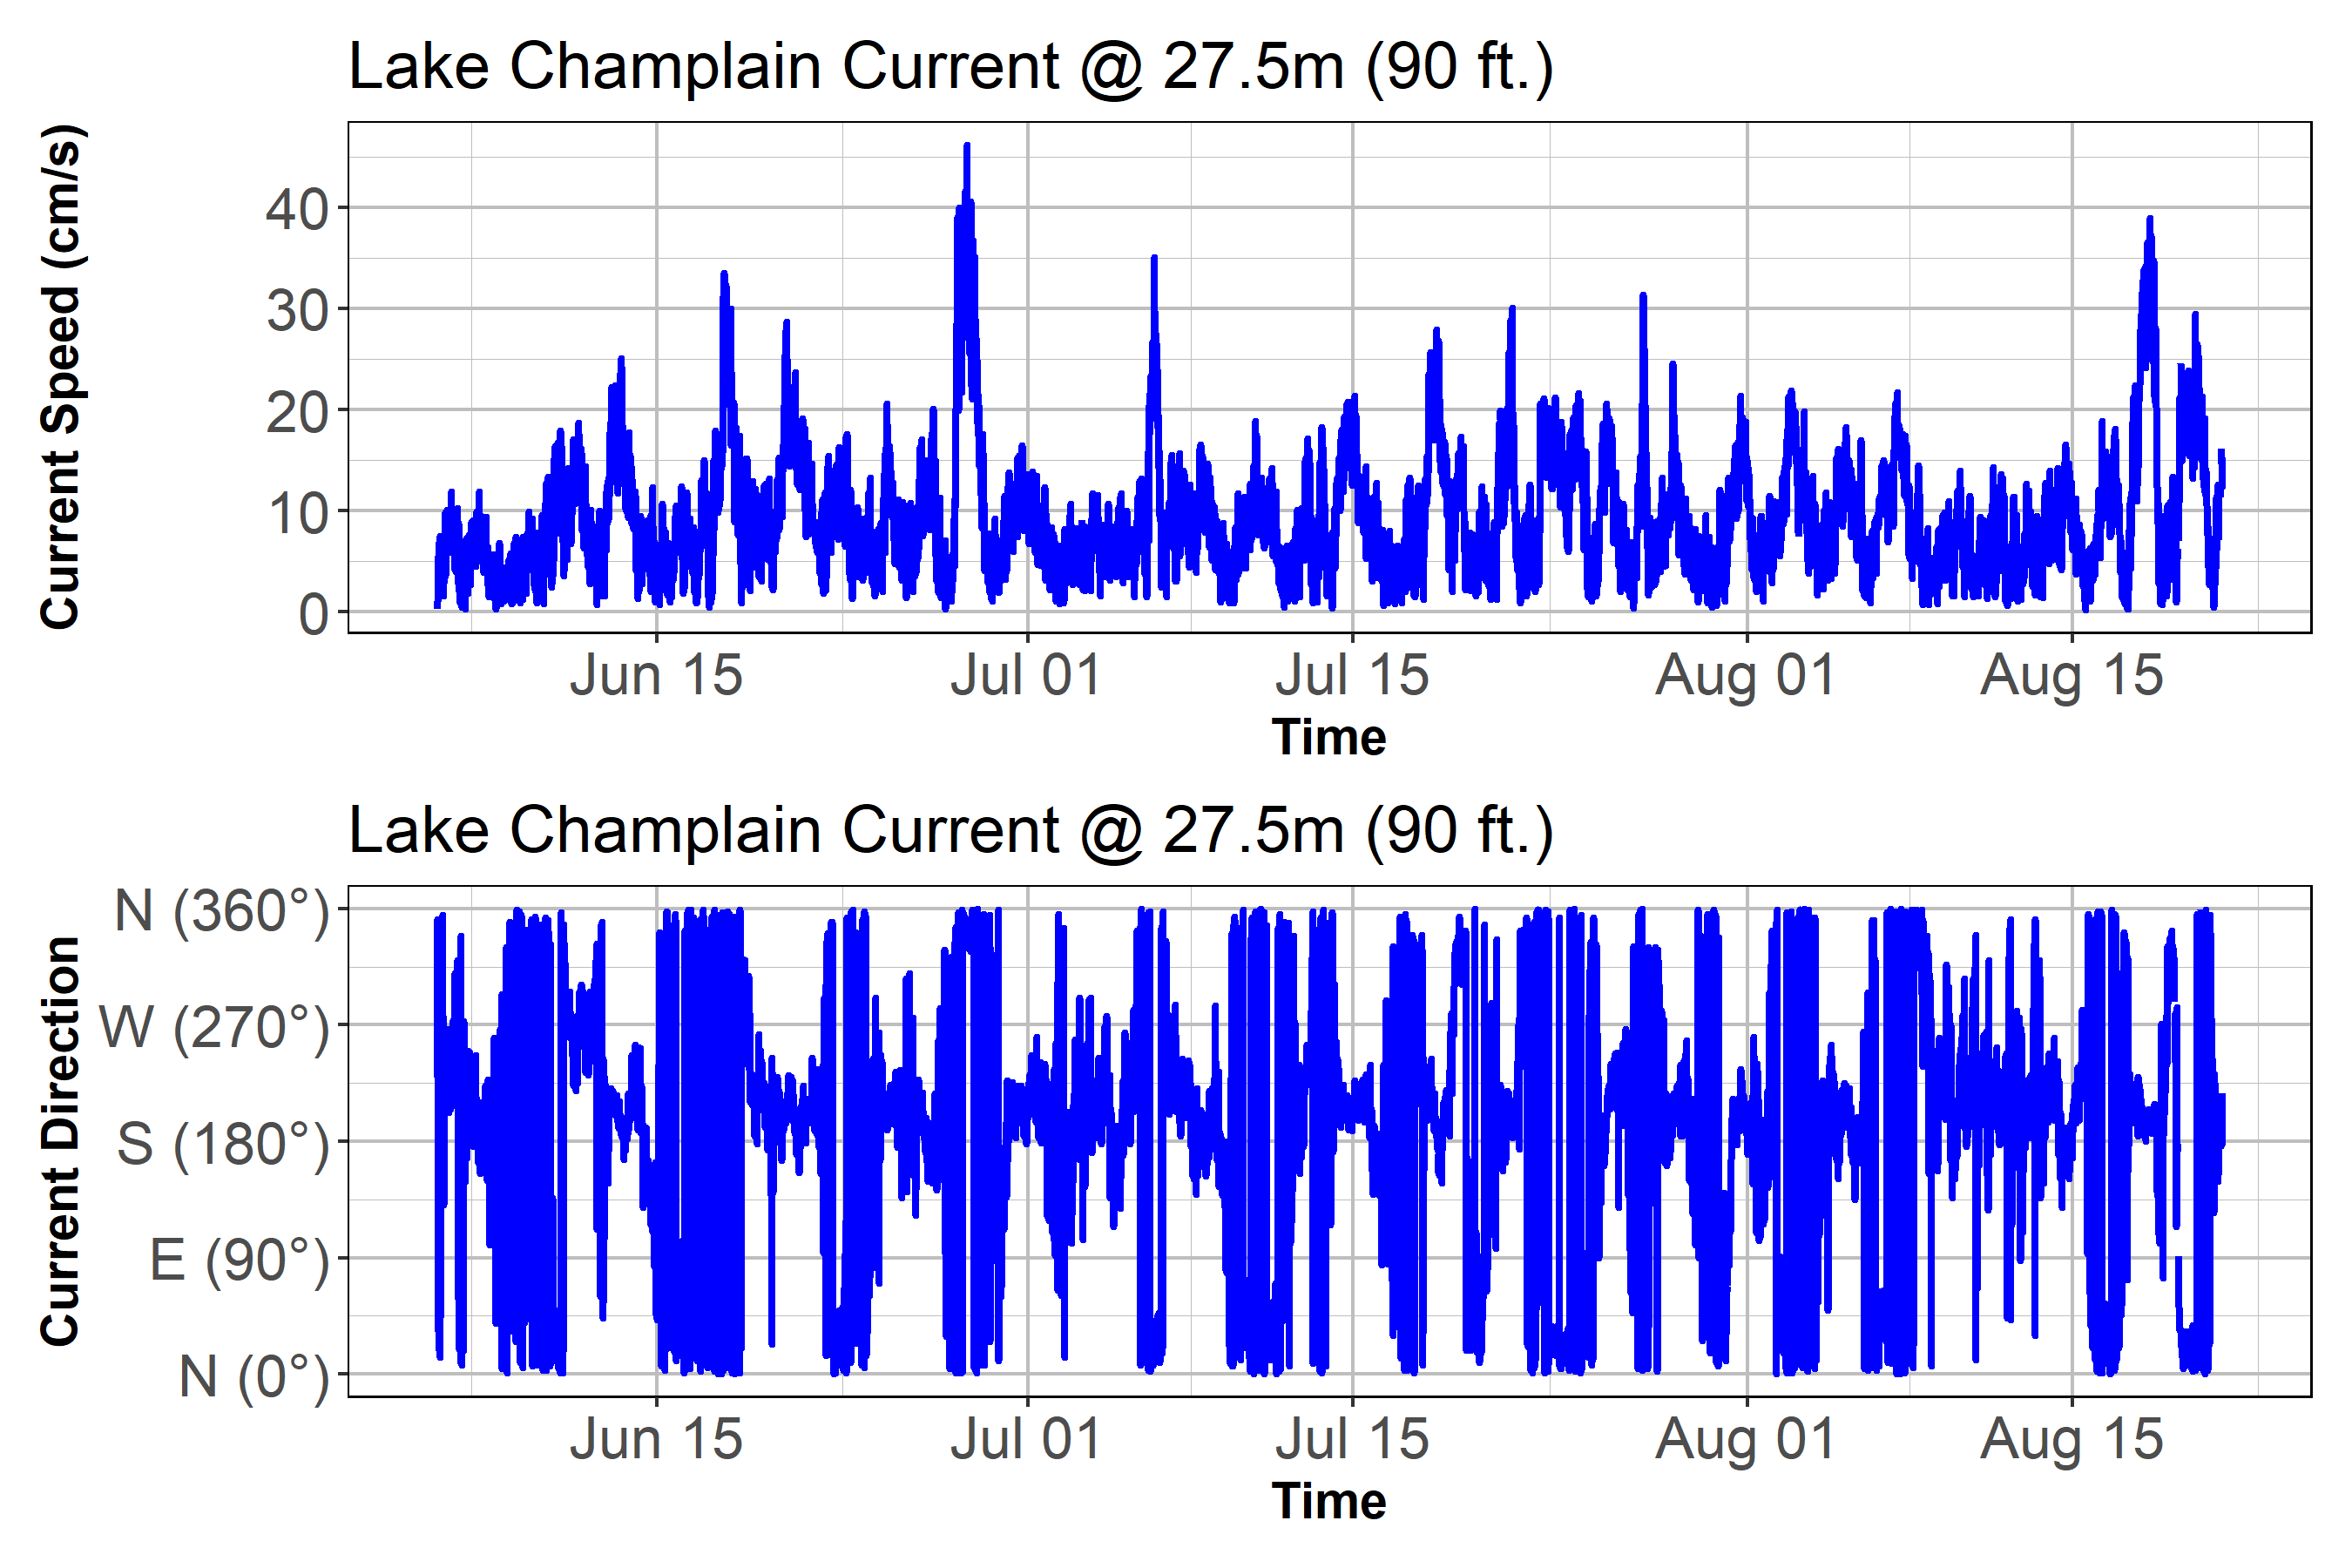 Lake Champlain Current @ 27.5m (90 ft.)
Current Speed (cm/s)
40
30
20
10
0
Jun 15 Jul 01 Jul 15 Aug 01 Aug 15
Time
Lake Champlain Current @ 27.5m (90 ft.)
Current Direction
N (360°)
W (270°)
S (180°)
E (90°)
N (0°)
Jun 15 Jul 01 Jul 15 Aug 01 Aug 15
Time